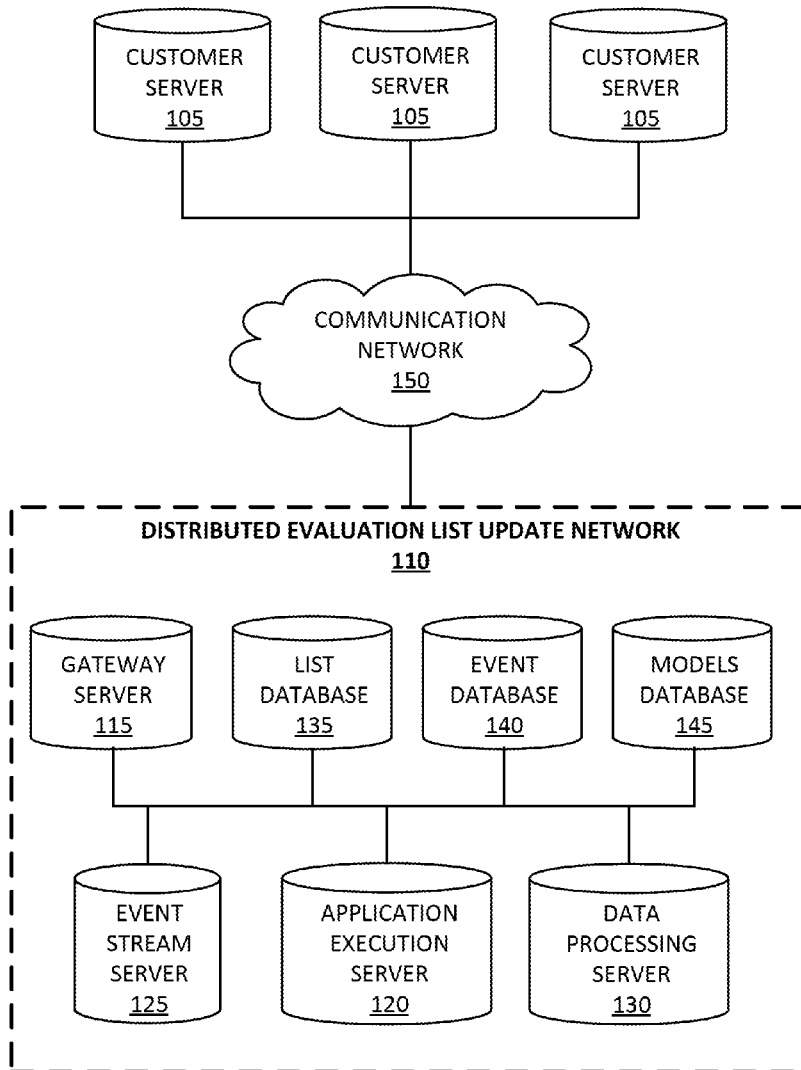 CUSTOMER
SERVER
105
CUSTOMER
SERVER
105
CUSTOMER
SERVER
105
COMMUNICATION
NETWORK
150
DISTRIBUTED EVALUATION LIST UPDATE NETWORK
110
GATEWAY
SERVER
115
LIST
DATABASE
135
EVENT
DATABASE
140
MODELS
DATABASE
145
EVENT
STREAM
SERVER
125
APPLICATION
EXECUTION
SERVER
120
DATA
PROCESSING
SERVER
130